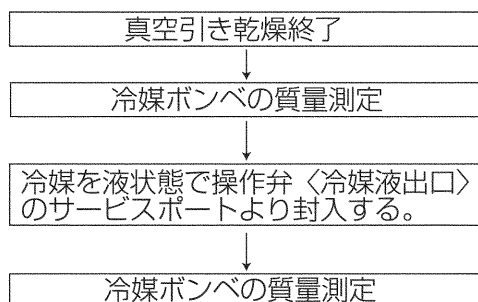 真空引き乾燥終了
冷媒ボンベの質量測定
冷媒を液状態で操作弁〈冷媒液出口〉
のサービスポートより封入する。
冷媒ボンベの質量測定